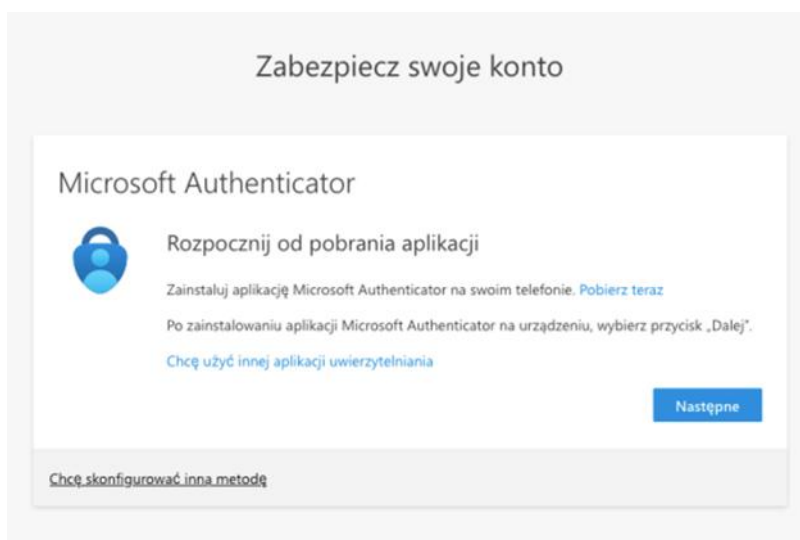 Zabezpiecz swoje konto
Microsoft Authenticator
Rozpocznij od pobrania aplikacji
Zainstaluj aplikację Microsoft Authenticator na swoim telefonie. Pobierz teraz
Po zainstalowaniu aplikacji Microsoft Authenticator na urządzeniu, wybierz przycisk „Dalej”.
Chcę użyć innej aplikacji uwierzytelniania
Następne
Chcę skonfigurować inna metodę